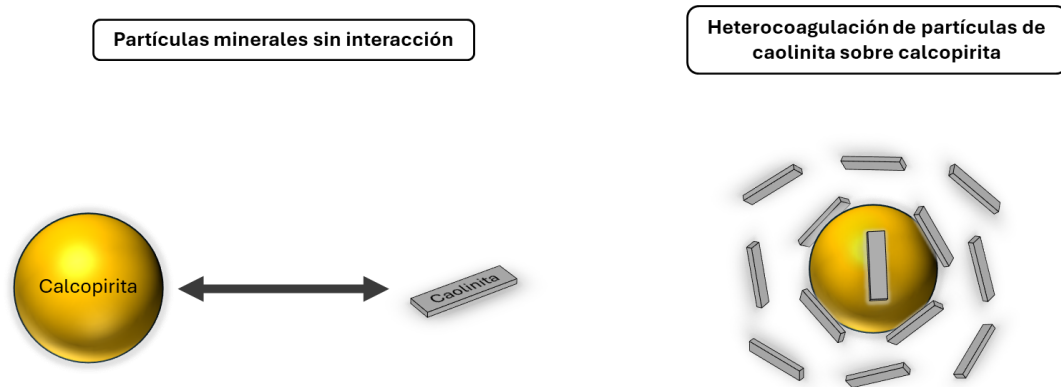 Partículas minerales sin interacción
Heterocoagulación de partículas de
caolinita sobre calcopirita
Calcopirita
Caolinita